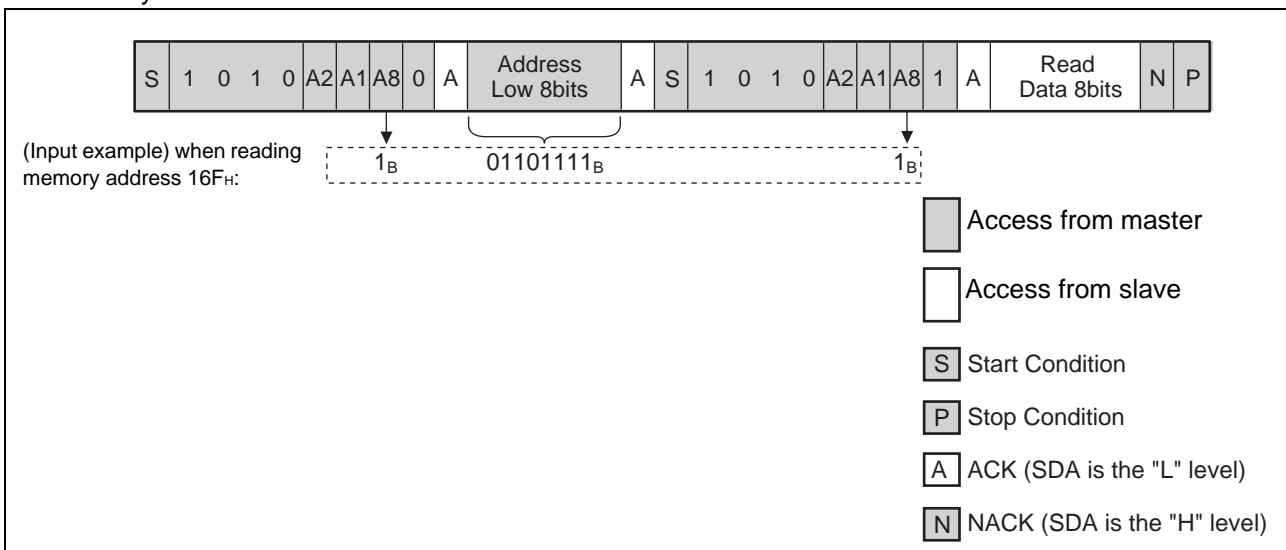 S 1 0 1 0 A2 A1 A8 0 A Address Low 8bits A S 1 0 1 0 A2 A1 A8 1 A Read Data 8bits N P
(Input example) when reading
memory address 16FH:
1B 01101111B 1B
Access from master
Access from slave
S Start Condition
P Stop Condition
A ACK (SDA is the "L" level)
N NACK (SDA is the "H" level)